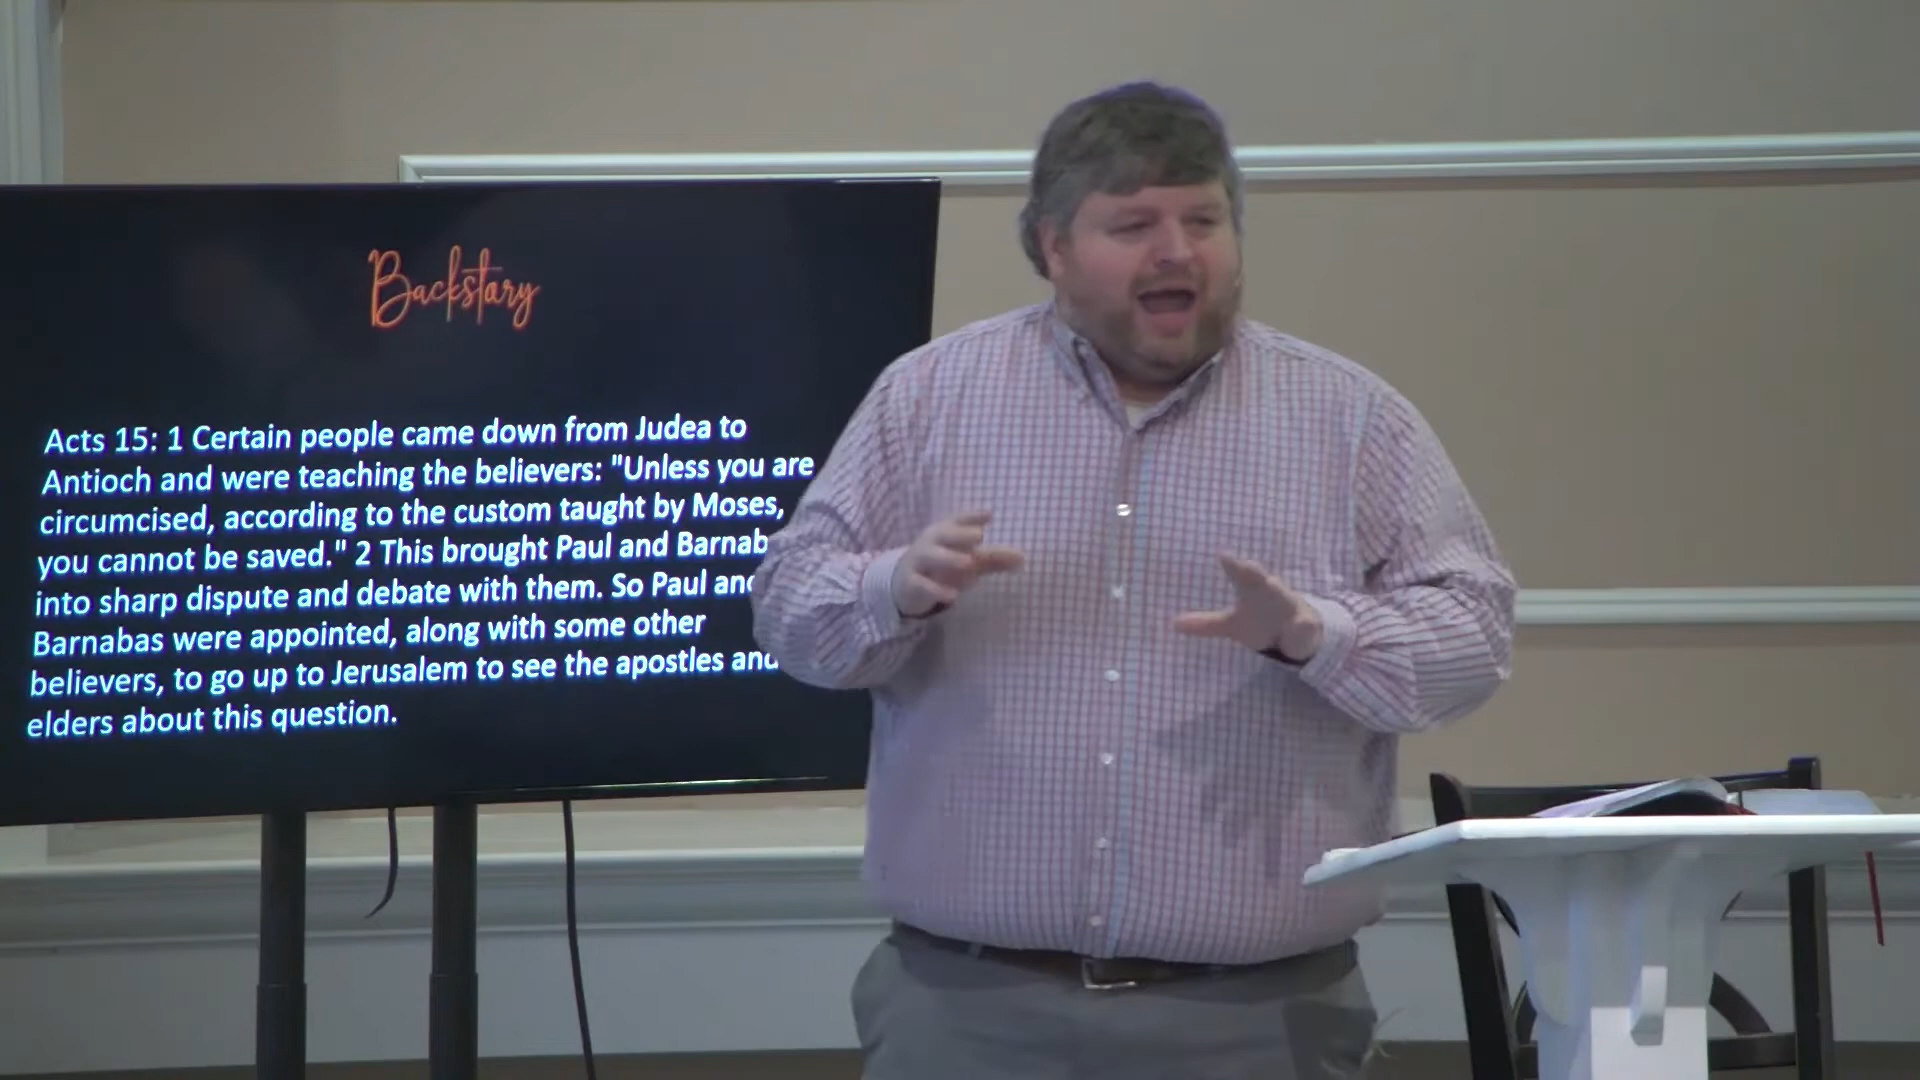 Backstory
Acts 15: 1 Certain people came down from Judea to
Antioch and were teaching the believers: "Unless you are
circumcised, according to the custom taught by Moses,
you cannot be saved." 2 This brought Paul and Barnab
into sharp dispute and debate with them. So Paul and
Barnabas were appointed, along with some other
believers, to go up to Jerusalem to see the apostles and
elders about this question.